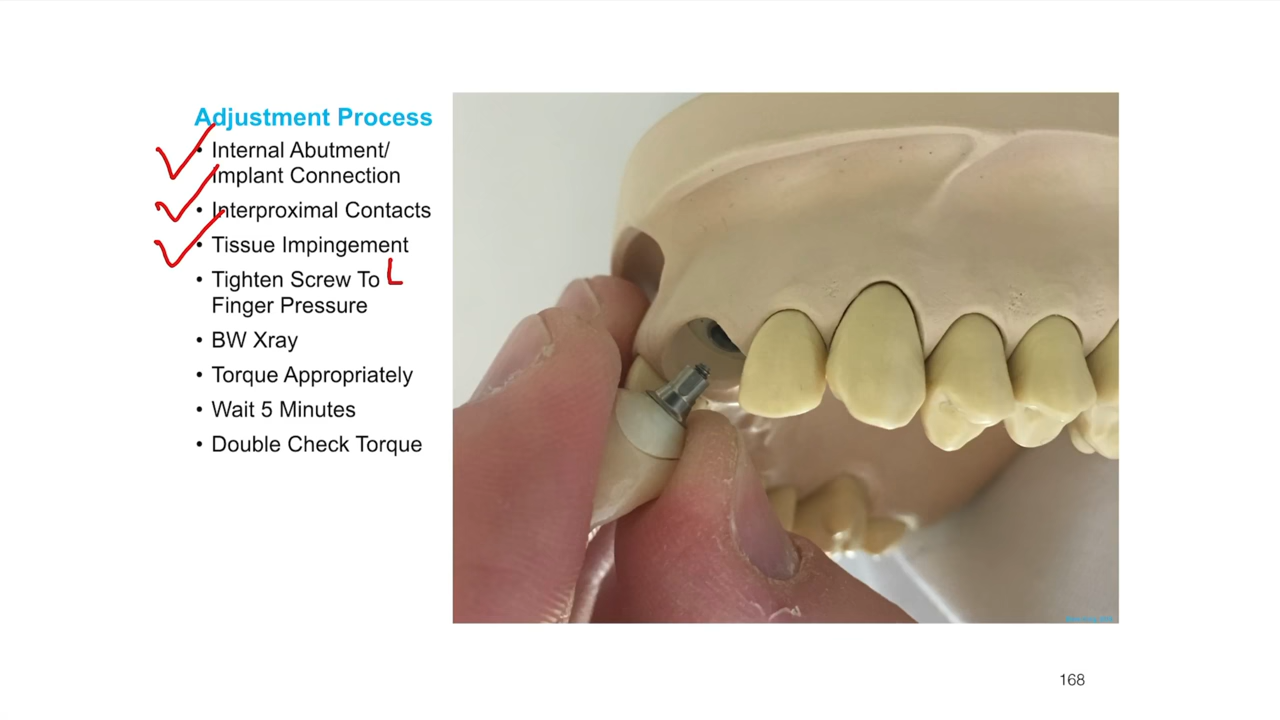 Adjustment Process
• Internal Abutment/
Implant Connection
• Interproximal Contacts
• Tissue Impingement
• Tighten Screw To L
Finger Pressure
• BW Xray
• Torque Appropriately
• Wait 5 Minutes
• Double Check Torque
168